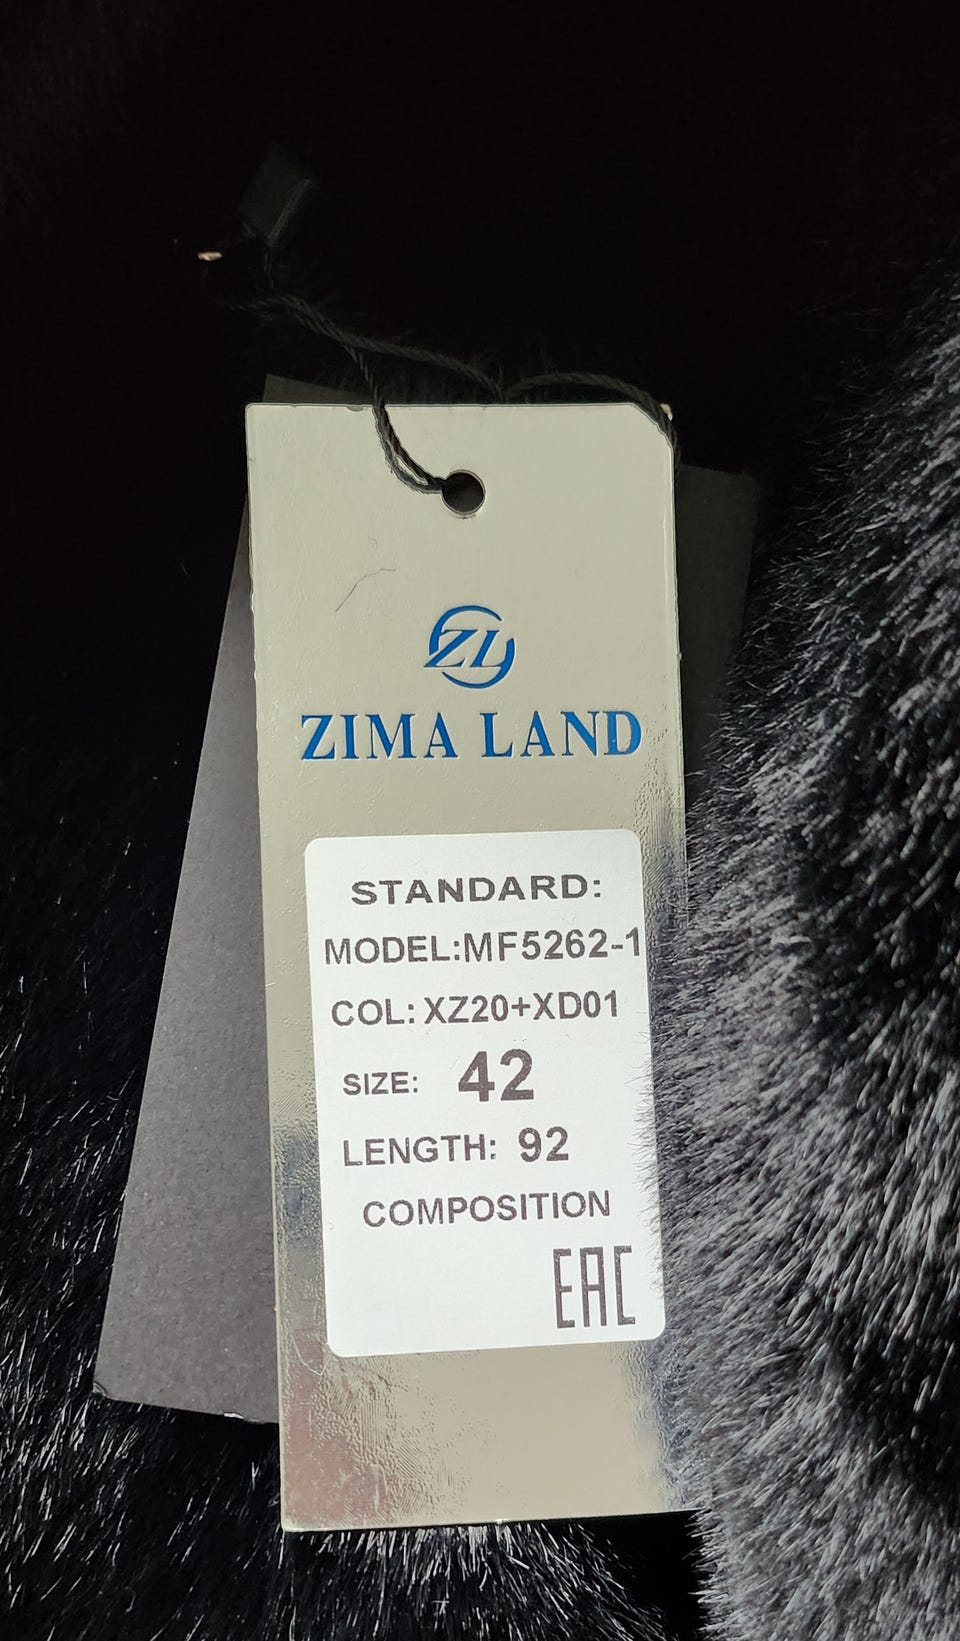 ZL
ZIMA LAND
STANDARD:
MODEL:MF5262-1
COL: XZ20+XD01
SIZE: 42
LENGTH: 92
COMPOSITION
EAC